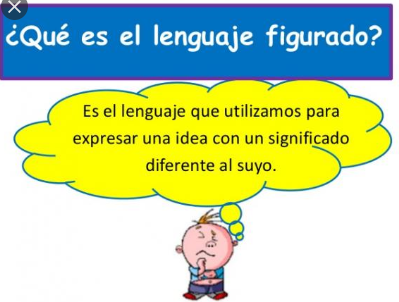 ¿Qué es el lenguaje figurado?
Es el lenguaje que utilizamos para
expresar una idea con un significado
diferente al suyo.